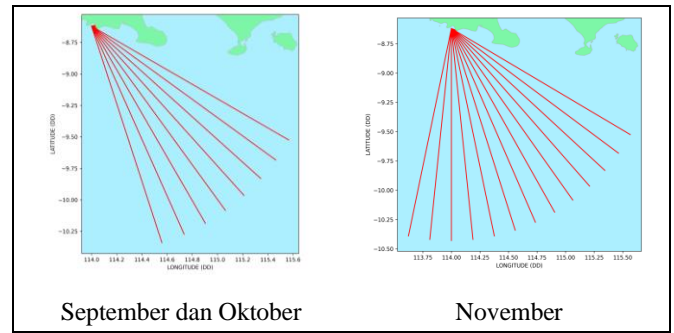 −8.75
−9.00
−9.25
−9.50
−9.75
−10.00
−10.25
LATITUDE (DD)
114.0 114.2 114.4 114.6 114.8 115.0 115.2 115.4 115.6
LONGITUDE (DD)
September dan Oktober
−8.75
−9.00
−9.25
−9.50
−9.75
−10.00
−10.25
−10.50
LATITUDE (DD)
113.75 114.00 114.25 114.50 114.75 115.00 115.25 115.50
LONGITUDE (DD)
November